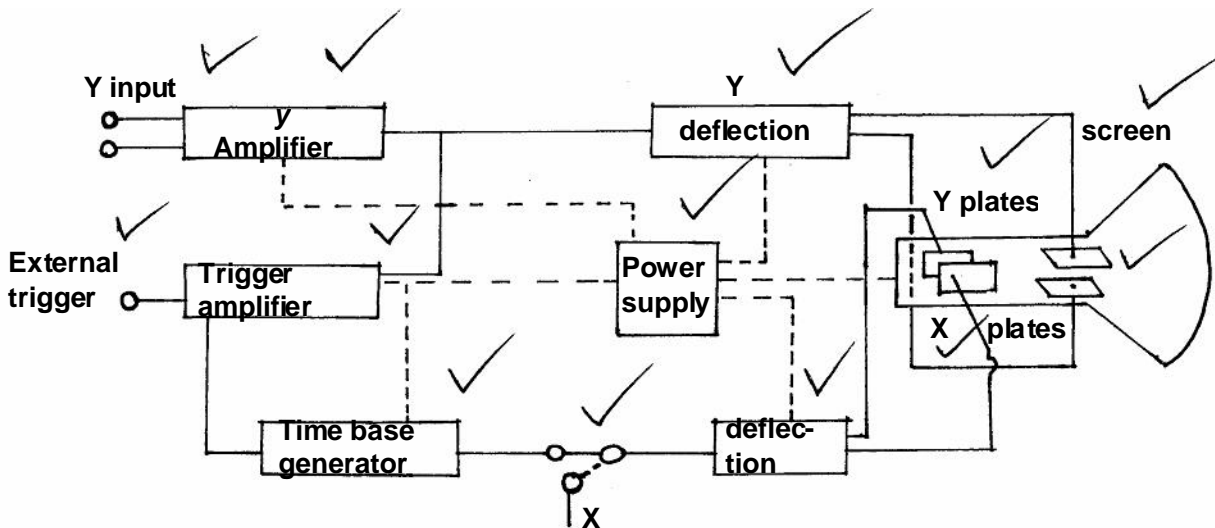 Y input
y
Amplifier
Y
deflection
screen
Y plates
External
trigger
Trigger
amplifier
Power
supply
X plates
Time base
generator
deflec-
tion
X